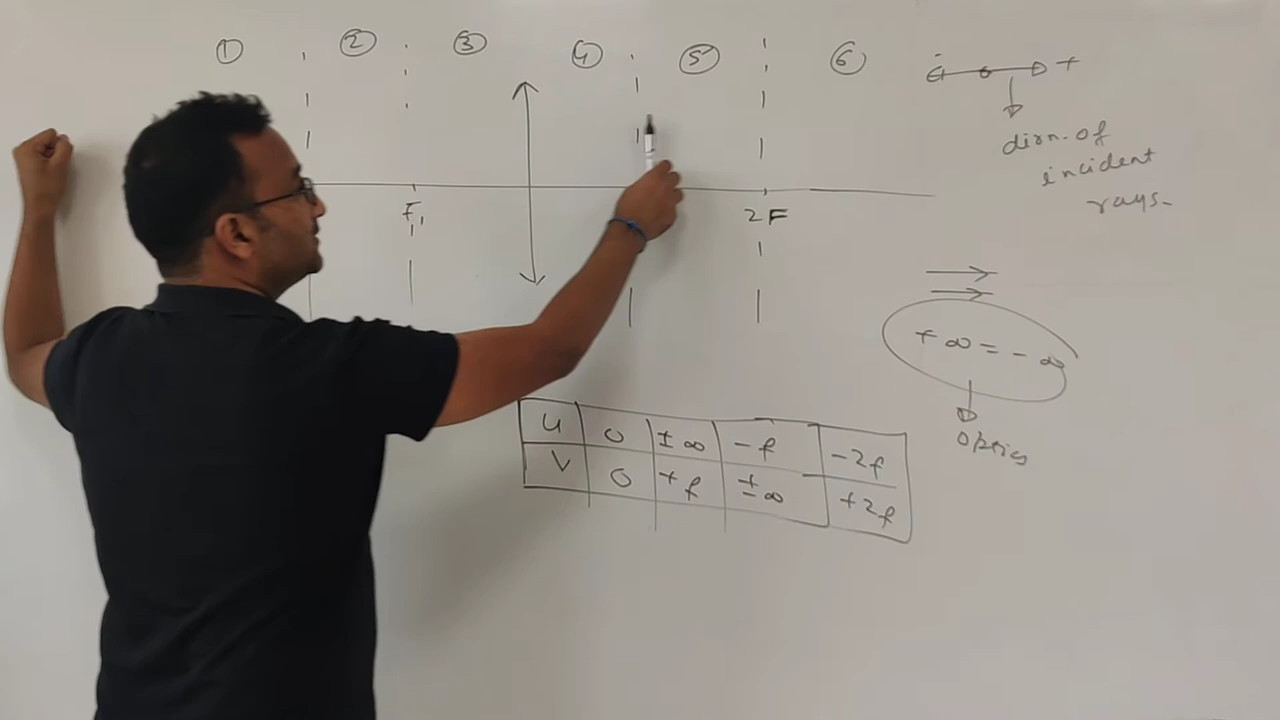 ① ② ③ ④ ⑤ ⑥
- +
dirn. of
incident
rays.
F₁ 2F
+∞ = -∞
optics
U 0 ±∞ -f -2f
V 0 +f ±∞ +2f